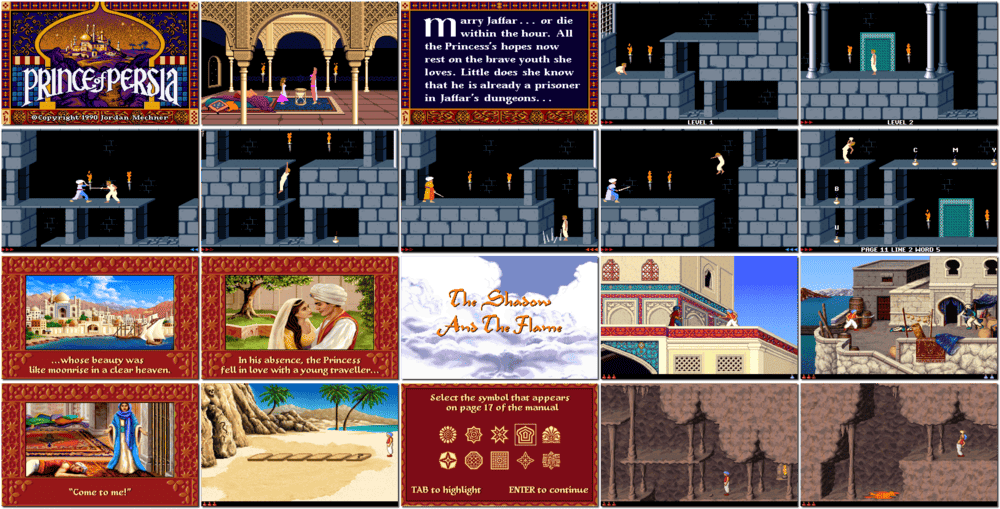 PRINCE of PERSIA
©Copyright 1990 Jordan Mechner
Marry Jaffar... or die
within the hour. All
the Princess's hopes now
rest on the brave youth she
loves. Little does she know
that he is already a prisoner
in Jaffar's dungeons...
LEVEL 1
LEVEL 2
C M Y
B
U
PAGE 11 LINE 2 WORD 5
...whose beauty was
like moonrise in a clear heaven.
In his absence, the Princess
fell in love with a young traveller...
The Shadow
And The Flame
"Come to me!"
Select the symbol that appears
on page 17 of the manual
TAB to highlight
ENTER to continue